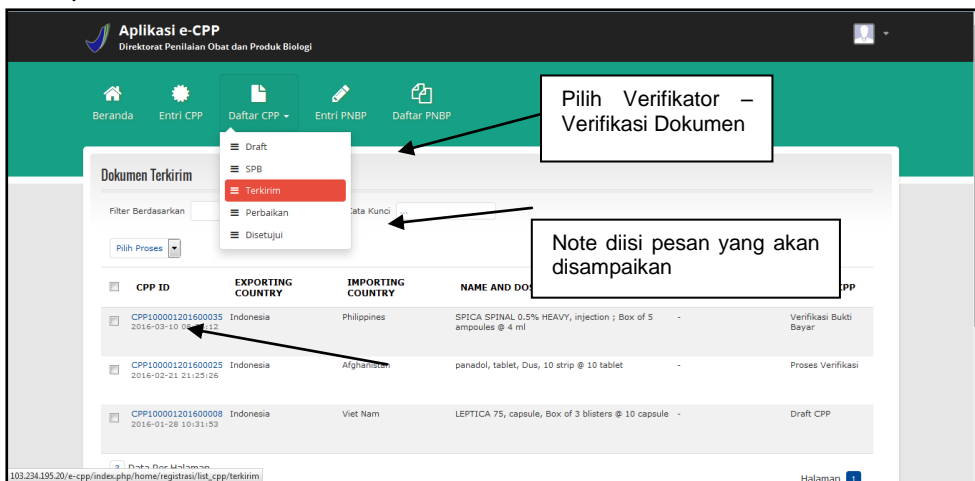 Aplikasi e-CPP
Direktorat Penilaian Obat dan Produk Biologi
Beranda Entri CPP Daftar CPP Entri PNBP Daftar PNBP
Pilih Verifikator –
Verifikasi Dokumen
Draft
SPB
Terkirim
Perbaikan
Disetujui
Dokumen Terkirim
Filter Berdasarkan Kata Kunci ...
Note diisi pesan yang akan
disampaikan
Pilih Proses
CPP ID EXPORTING COUNTRY IMPORTING COUNTRY NAME AND CPP
CPP100001201600035 Indonesia Philippines SPICA SPINAL 0.5% HEAVY, injection ; Box of 5 - Verifikasi Bukti
2016-03-10 ampoules @ 4 ml Bayar
CPP100001201600025 Indonesia Afghanistan panadol, tablet, Dus, 10 strip @ 10 tablet - Proses Verifikasi
2016-02-21 21:25:26
CPP100001201600008 Indonesia Viet Nam LEPTICA 75, capsule, Box of 3 blisters @ 10 capsule - Draft CPP
2016-01-28 10:31:53
Data Per Halaman
103.234.195.20/e-cpp/index.php/home/registrasi/list_cpp/terkirim
Halaman 1